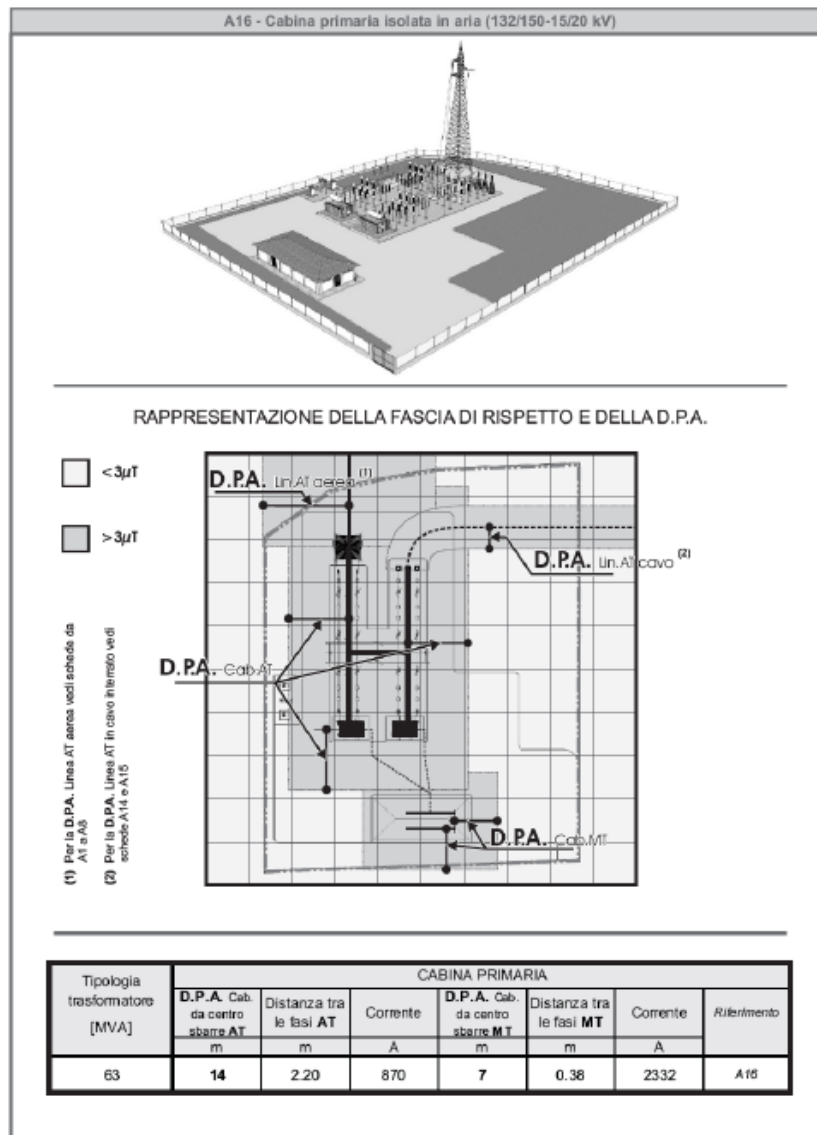 A16 - Cabina primaria isolata in aria (132/150-15/20 kV)
RAPPRESENTAZIONE DELLA FASCIA DI RISPETTO E DELLA D.P.A.
<3µT
>3µT
(1) Per la D.P.A. Linea AT aerea vedi schede da
A1 a A8
(2) Per la D.P.A. Linea AT in cavo interrato vedi
schede A14 e A15
D.P.A. Lin.AT aerea (1)
D.P.A. Lin.AT cavo (2)
D.P.A. Cab.AT
D.P.A. Cab.MT
Tipologia
trasformatore
[MVA]
CABINA PRIMARIA
D.P.A. Cab.
da centro
sbarre AT
Distanza tra
le fasi AT
Corrente
D.P.A. Cab.
da centro
sbarre MT
Distanza tra
le fasi MT
Corrente
Riferimento
m m A m m A
63 14 2.20 870 7 0.38 2332 A16